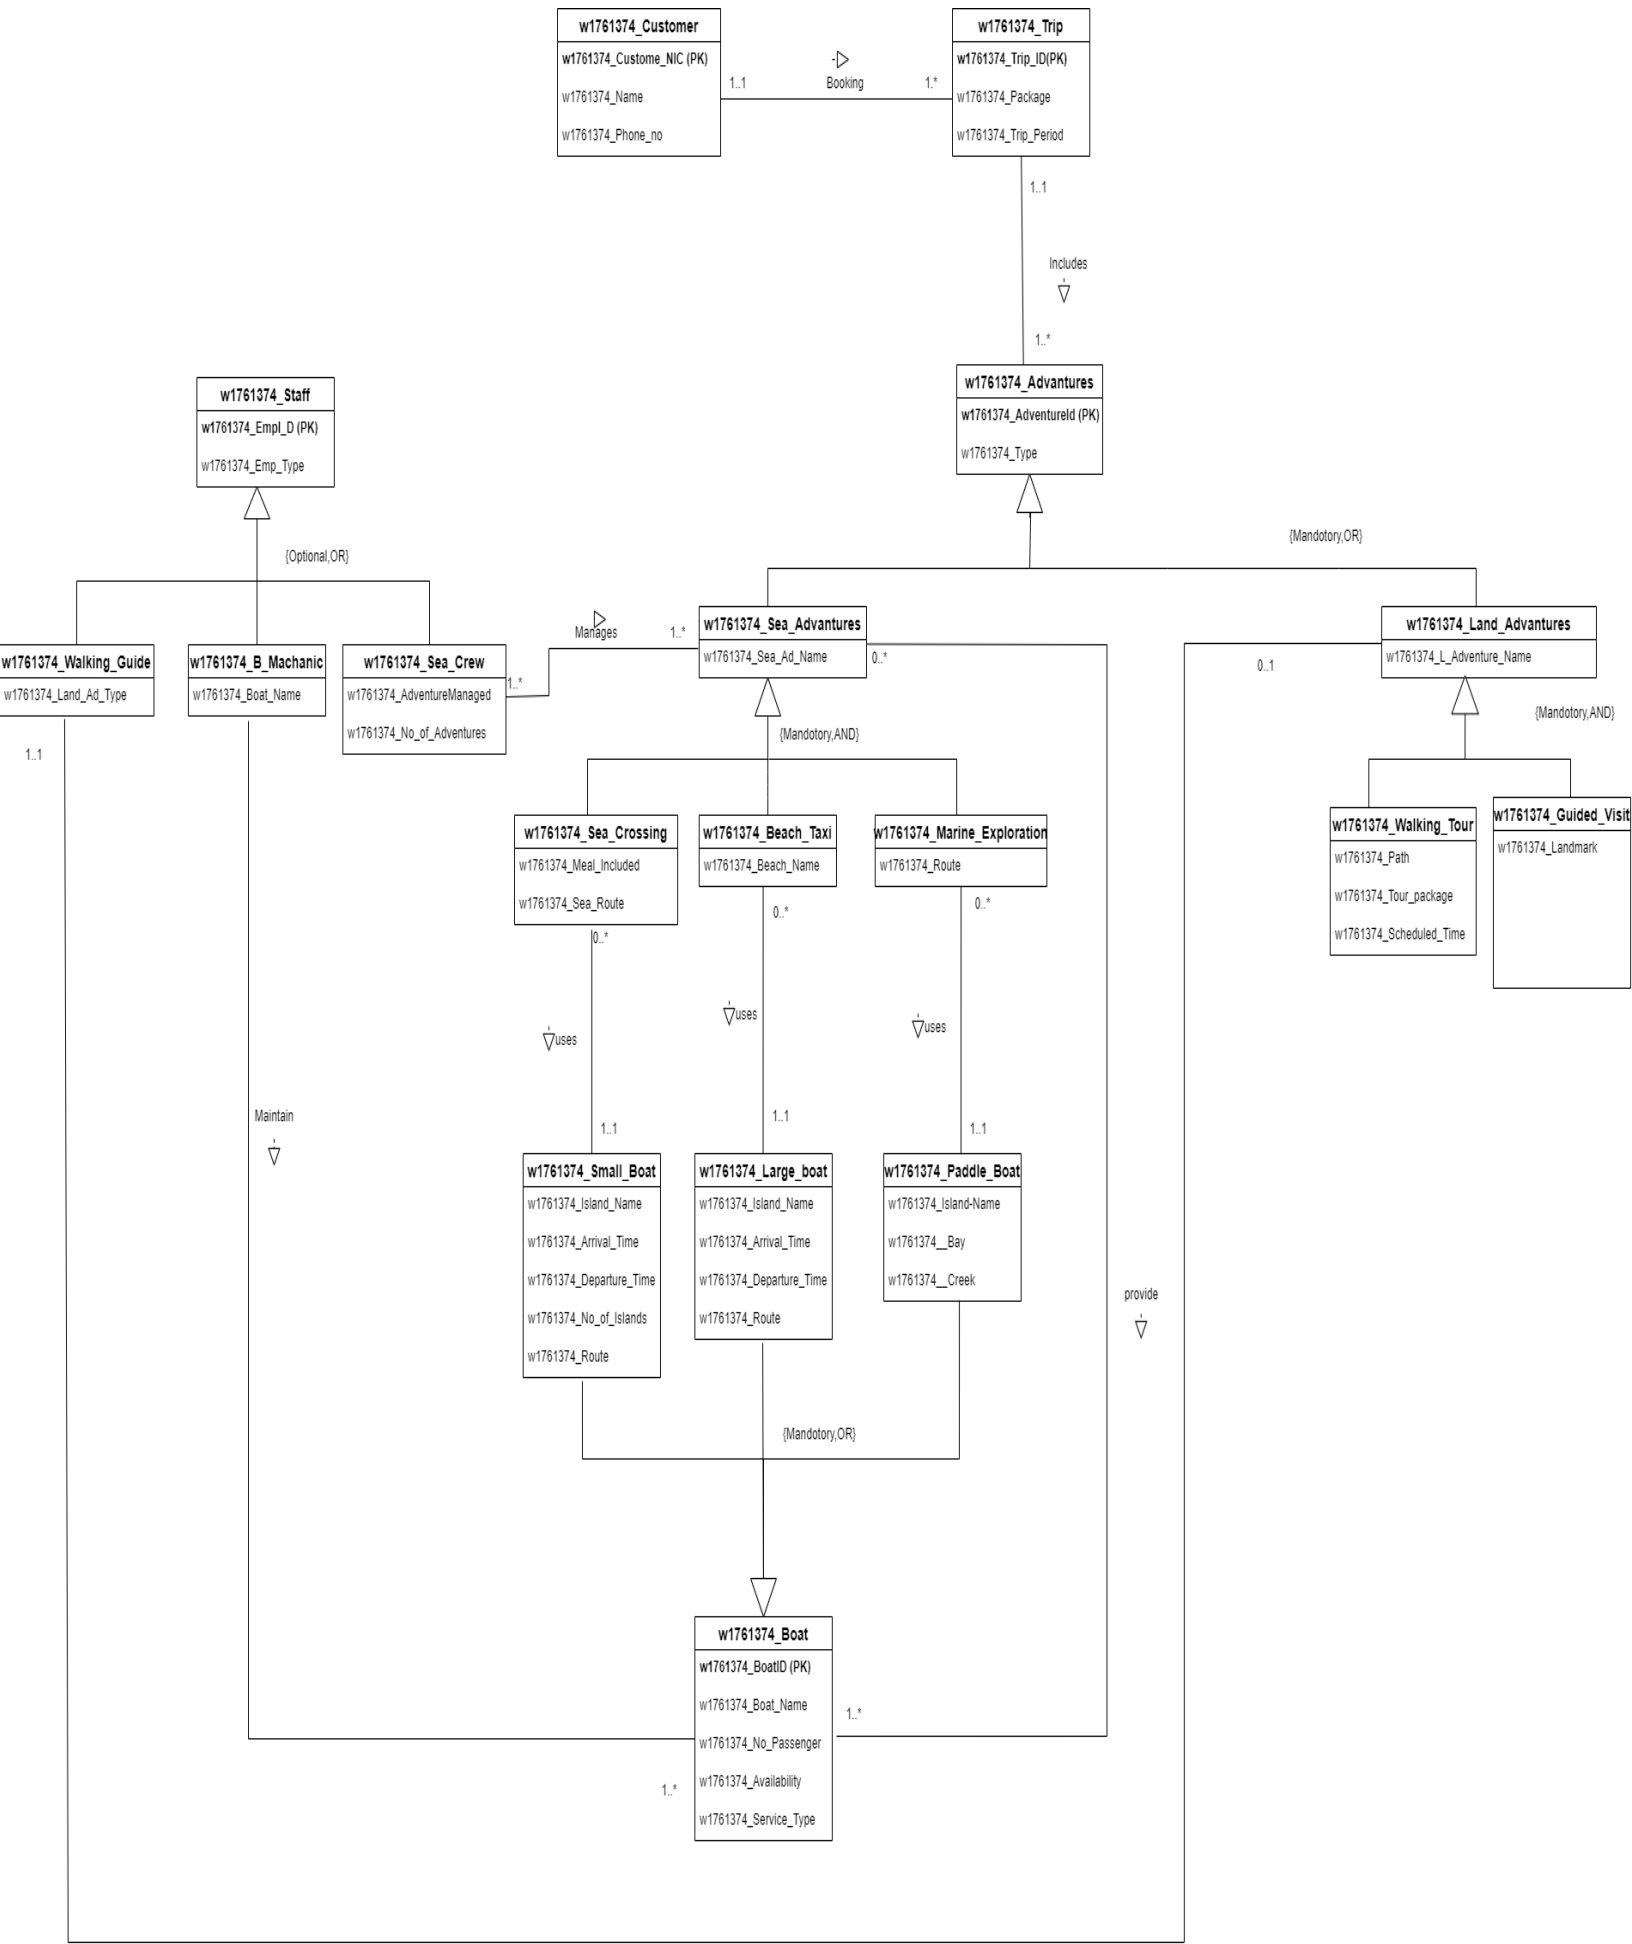 w1761374_Customer
w1761374_Custome_NIC (PK)
w1761374_Name
w1761374_Phone_no
1..1
Booking
1.*
w1761374_Trip
w1761374_Trip_ID(PK)
w1761374_Package
w1761374_Trip_Period
1..1
Includes
1..*
w1761374_Advantures
w1761374_AdventureId (PK)
w1761374_Type
{Mandotory,OR}
w1761374_Staff
w1761374_Empl_D (PK)
w1761374_Emp_Type
{Optional,OR}
w1761374_Walking_Guide
w1761374_Land_Ad_Type
1..1
w1761374_B_Machanic
w1761374_Boat_Name
w1761374_Sea_Crew
w1761374_AdventureManaged
w1761374_No_of_Adventures
1..*
Manages
1..*
w1761374_Sea_Advantures
w1761374_Sea_Ad_Name
0..*
{Mandotory,AND}
w1761374_Land_Advantures
w1761374_L_Adventure_Name
0..1
{Mandotory,AND}
w1761374_Sea_Crossing
w1761374_Meal_Included
w1761374_Sea_Route
0..*
w1761374_Beach_Taxi
w1761374_Beach_Name
0..*
w1761374_Marine_Exploration
w1761374_Route
0..*
w1761374_Walking_Tour
w1761374_Path
w1761374_Tour_package
w1761374_Scheduled_Time
w1761374_Guided_Visit
w1761374_Landmark
uses
uses
uses
Maintain
1..1
1..1
1..1
w1761374_Small_Boat
w1761374_Island_Name
w1761374_Arrival_Time
w1761374_Departure_Time
w1761374_No_of_Islands
w1761374_Route
w1761374_Large_boat
w1761374_Island_Name
w1761374_Arrival_Time
w1761374_Departure_Time
w1761374_Route
w1761374_Paddle_Boat
w1761374_Island-Name
w1761374__Bay
w1761374__Creek
provide
{Mandotory,OR}
w1761374_Boat
w1761374_BoatID (PK)
w1761374_Boat_Name
w1761374_No_Passenger
w1761374_Availability
w1761374_Service_Type
1..*
1..*